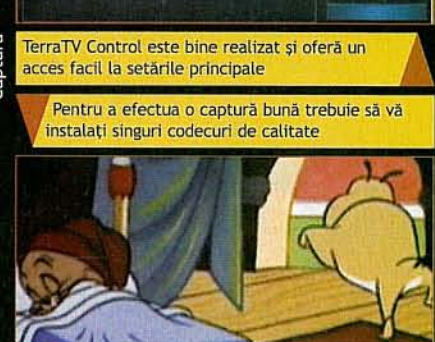 captură
TerraTV Control este bine realizat și oferă un
acces facil la setările principale
Pentru a efectua o captură bună trebuie să vă
instalați singuri codecuri de calitate